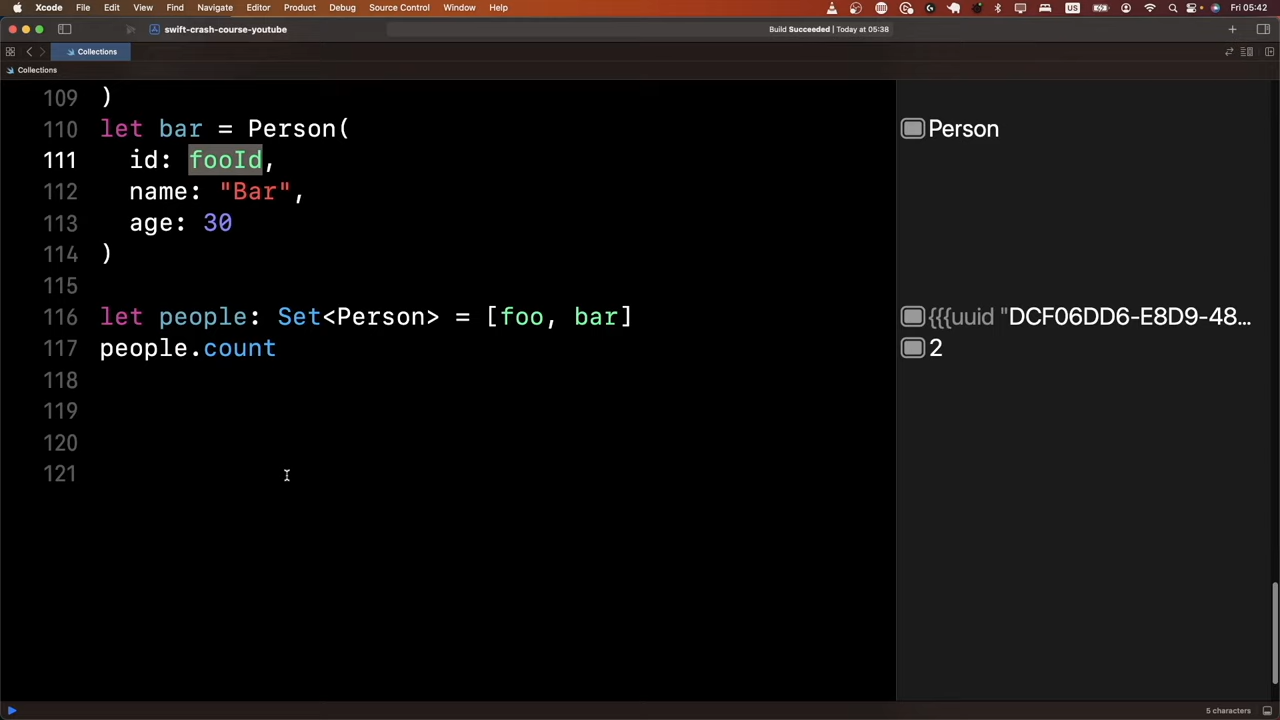 Xcode File Edit View Find Navigate Editor Product Debug Source Control Window Help Fri 05:42
swift-crash-course-youtube Build Succeeded | Today at 05:38
Collections
Collections
109 )
110 let bar = Person( Person
111 id: fooId,
112 name: "Bar",
113 age: 30
114 )
115
116 let people: Set<Person> = [foo, bar] {{{uuid "DCF06DD6-E8D9-48...
117 people.count 2
118
119
120
121
5 characters